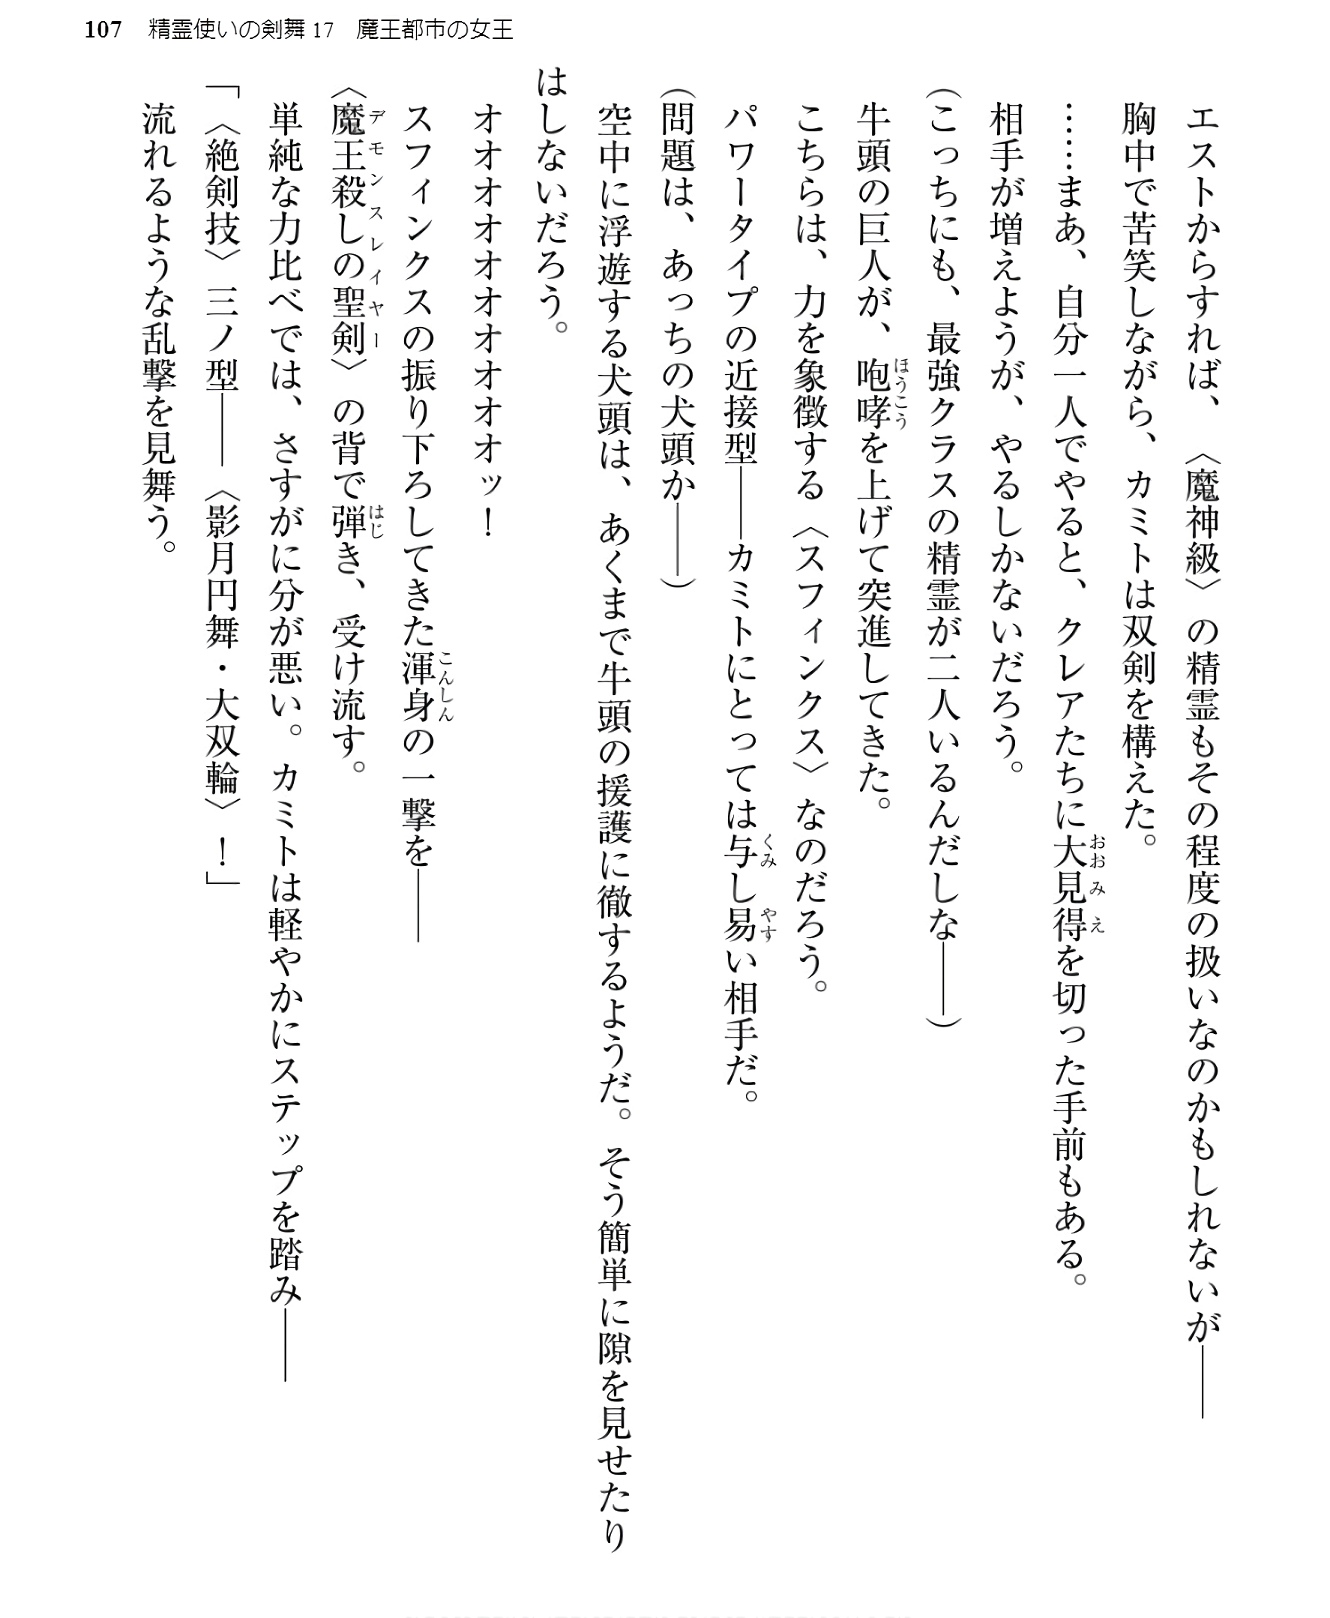 107 精霊使いの剣舞17 魔王都市の女王
エストからすれば、〈魔神級〉の精霊もその程度の扱いなのかもしれないが――
胸中で苦笑しながら、カミトは双剣を構えた。
……まあ、自分一人でやると、クレアたちに大見得を切った手前もある。
相手が増えようが、やるしかないだろう。
(こっちにも、最強クラスの精霊が二人いるんだしな――)
牛頭の巨人が、咆哮を上げて突進してきた。
こちらは、力を象徴する〈スフィンクス〉なのだろう。
パワータイプの近接型――カミトにとっては与し易い相手だ。
(問題は、あっちの犬頭か――)
空中に浮遊する犬頭は、あくまで牛頭の援護に徹するようだ。そう簡単に隙を見せたり
はしないだろう。
オオオオオオオオオオッ！
スフィンクスの振り下ろしてきた渾身の一撃を――
〈魔王殺しの聖剣〉の背で弾き、受け流す。
単純な力比べでは、さすがに分が悪い。カミトは軽やかにステップを踏み――
「〈絶剣技〉三ノ型――〈影月円舞・大双輪〉！」
流れるような乱撃を見舞う。